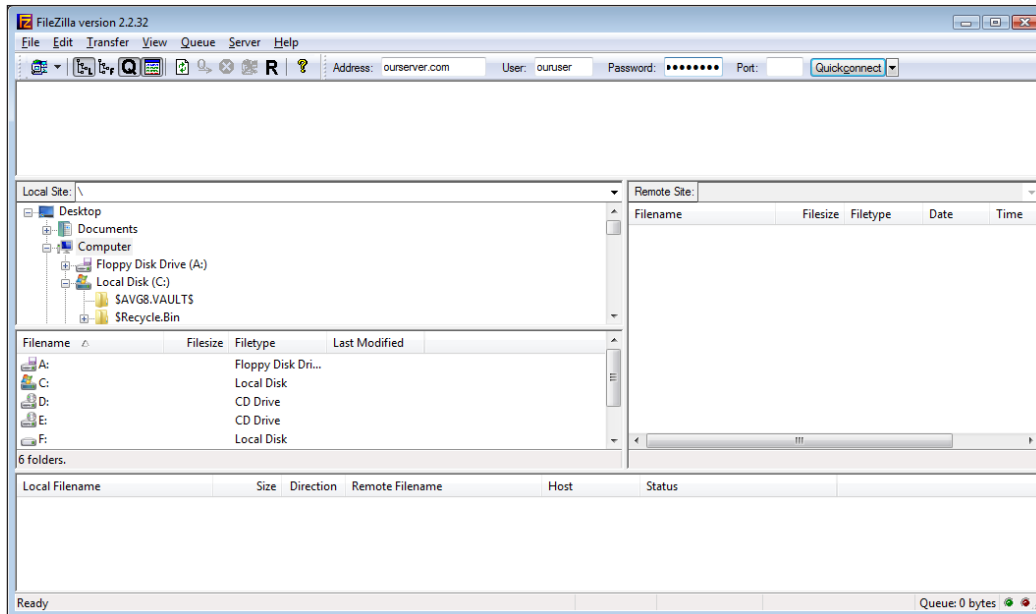 FileZilla version 2.2.32
File Edit Transfer View Queue Server Help
Q R ? Address: ourserver.com User: ouruser Password: •••••••• Port: Quickconnect
Local Site: \
Remote Site:
Desktop
Documents
Computer
Floppy Disk Drive (A:)
Local Disk (C:)
$AVG8.VAULT$
$Recycle.Bin
Filename Filesize Filetype Date Time
Filename Filesize Filetype Last Modified
A: Floppy Disk Dri...
C: Local Disk
D: CD Drive
E: CD Drive
F: Local Disk
6 folders.
Local Filename Size Direction Remote Filename Host Status
Ready Queue: 0 bytes